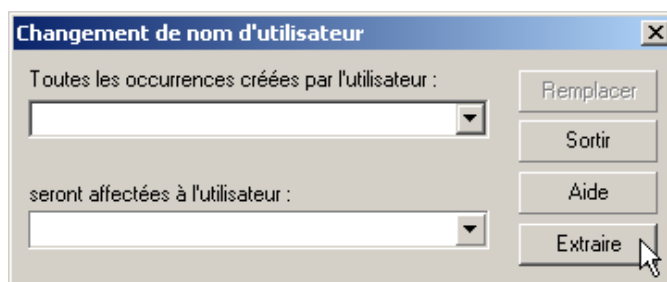 Changement de nom d'utilisateur
Toutes les occurrences créées par l'utilisateur :
Remplacer
Sortir
seront affectées à l'utilisateur :
Aide
Extraire